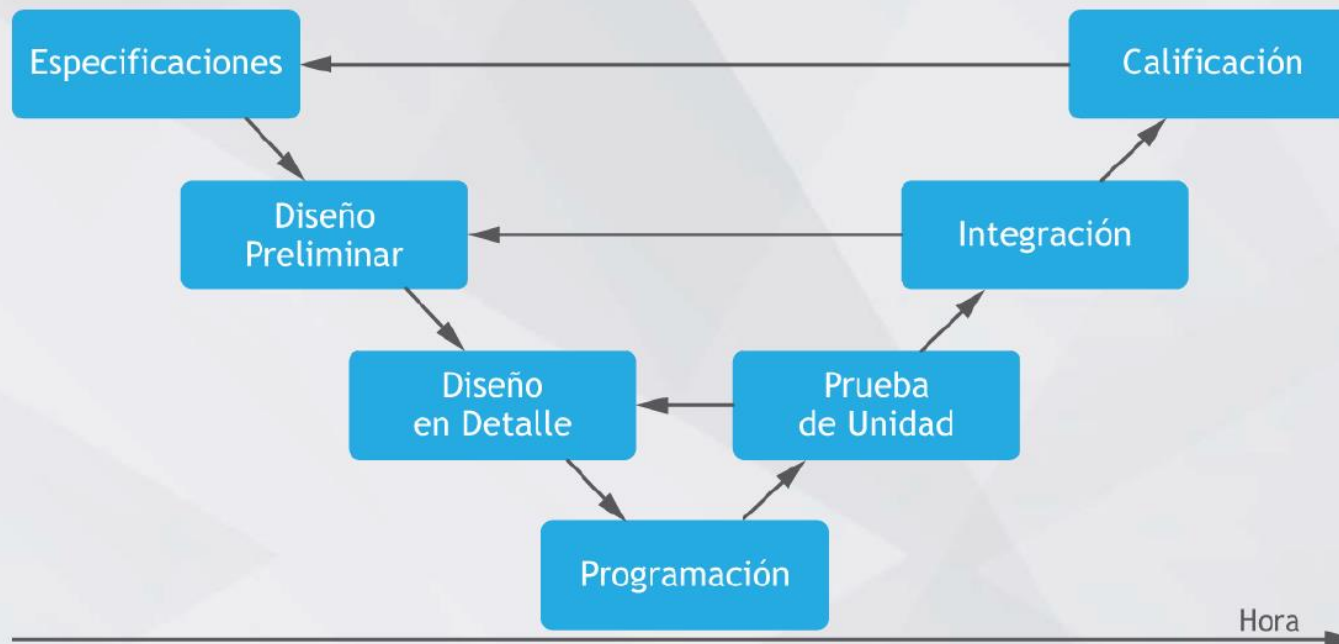 Especificaciones
Calificación
Diseño
Preliminar
Integración
Diseño
en Detalle
Prueba
de Unidad
Programación
Hora